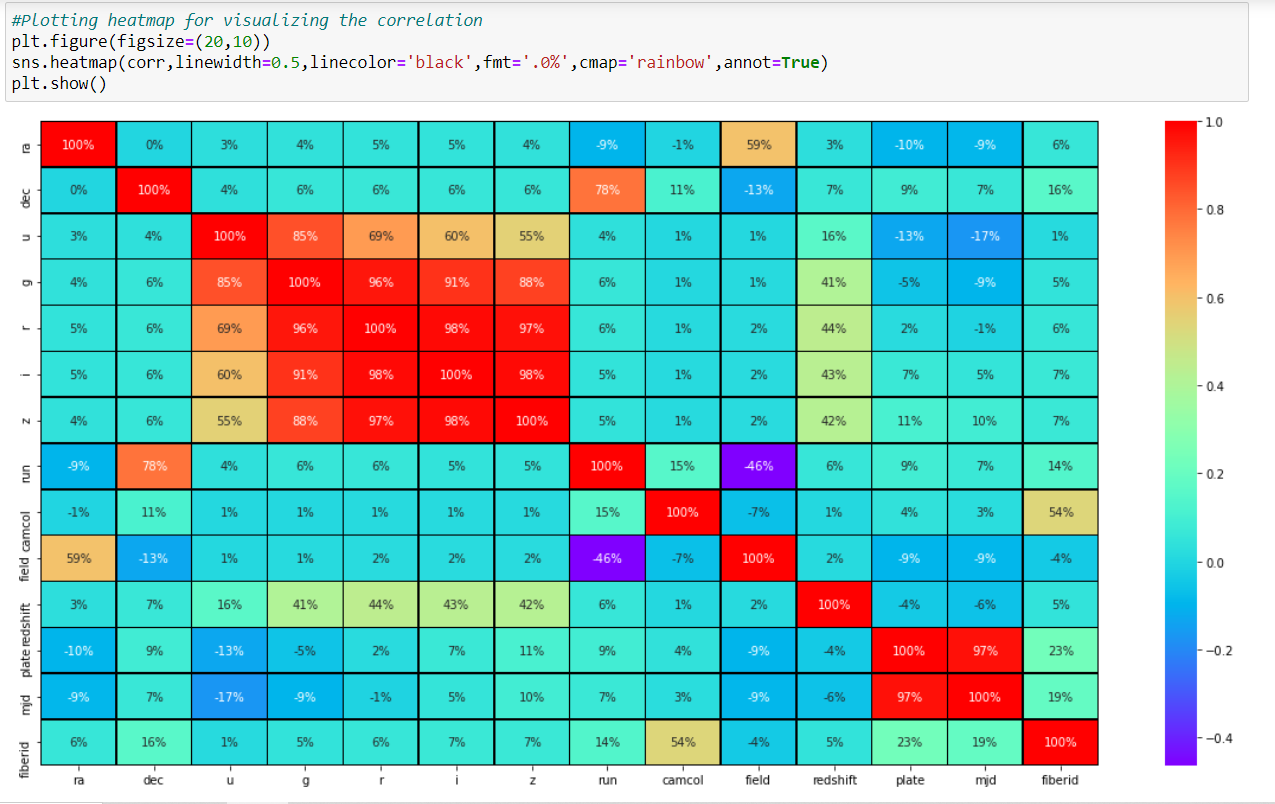 #Plotting heatmap for visualizing the correlation
plt.figure(figsize=(20,10))
sns.heatmap(corr,linewidth=0.5,linecolor='black',fmt='.0%',cmap='rainbow',annot=True)
plt.show()
ra 100% 0% 3% 4% 5% 5% 4% -9% -1% 59% 3% -10% -9% 6%
dec 0% 100% 4% 6% 6% 6% 6% 78% 11% -13% 7% 9% 7% 16%
u 3% 4% 100% 85% 69% 60% 55% 4% 1% 1% 16% -13% -17% 1%
g 4% 6% 85% 100% 96% 91% 88% 6% 1% 1% 41% -5% -9% 5%
r 5% 6% 69% 96% 100% 98% 97% 6% 1% 2% 44% 2% -1% 6%
i 5% 6% 60% 91% 98% 100% 98% 5% 1% 2% 43% 7% 5% 7%
z 4% 6% 55% 88% 97% 98% 100% 5% 1% 2% 42% 11% 10% 7%
run -9% 78% 4% 6% 6% 5% 5% 100% 15% -46% 6% 9% 7% 14%
camcol -1% 11% 1% 1% 1% 1% 1% 15% 100% -7% 1% 4% 3% 54%
field 59% -13% 1% 1% 2% 2% 2% -46% -7% 100% 2% -9% -9% -4%
redshift 3% 7% 16% 41% 44% 43% 42% 6% 1% 2% 100% -4% -6% 5%
plate -10% 9% -13% -5% 2% 7% 11% 9% 4% -9% -4% 100% 97% 23%
mjd -9% 7% -17% -9% -1% 5% 10% 7% 3% -9% -6% 97% 100% 19%
fiberid 6% 16% 1% 5% 6% 7% 7% 14% 54% -4% 5% 23% 19% 100%
ra dec u g r i z run camcol field redshift plate mjd fiberid
1.0
0.8
0.6
0.4
0.2
0.0
−0.2
−0.4